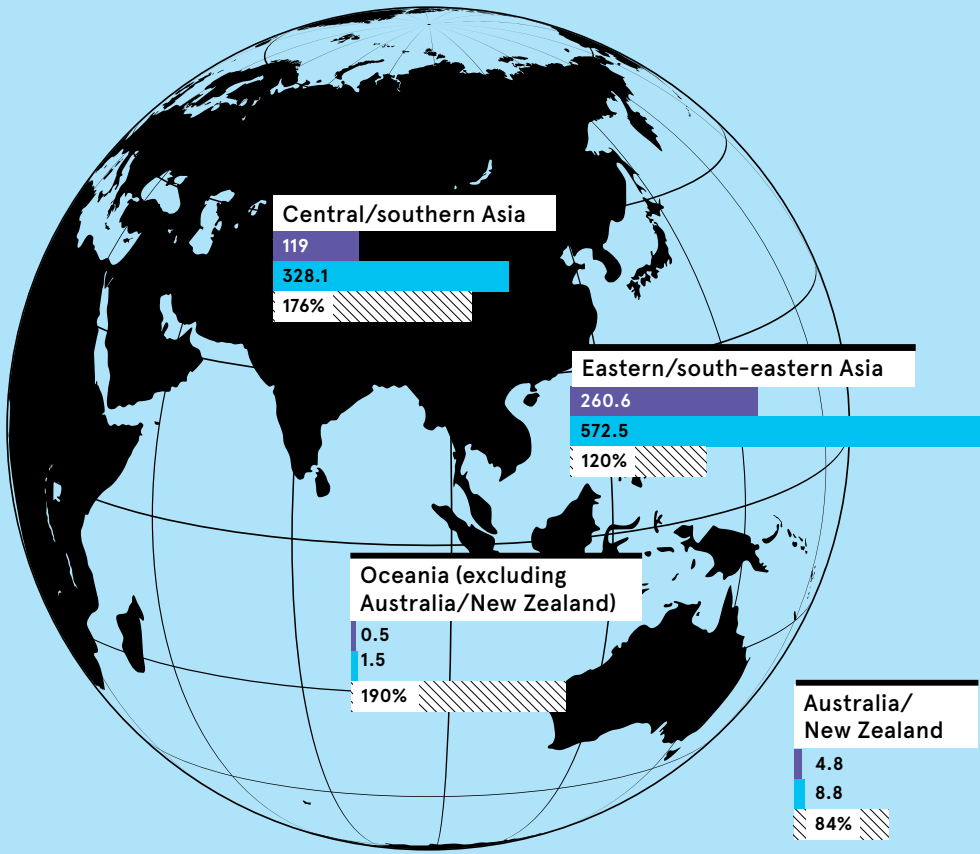 Central/southern Asia
119
328.1
176%
Eastern/south-eastern Asia
260.6
572.5
120%
Oceania (excluding
Australia/New Zealand)
0.5
1.5
190%
Australia/
New Zealand
4.8
8.8
84%